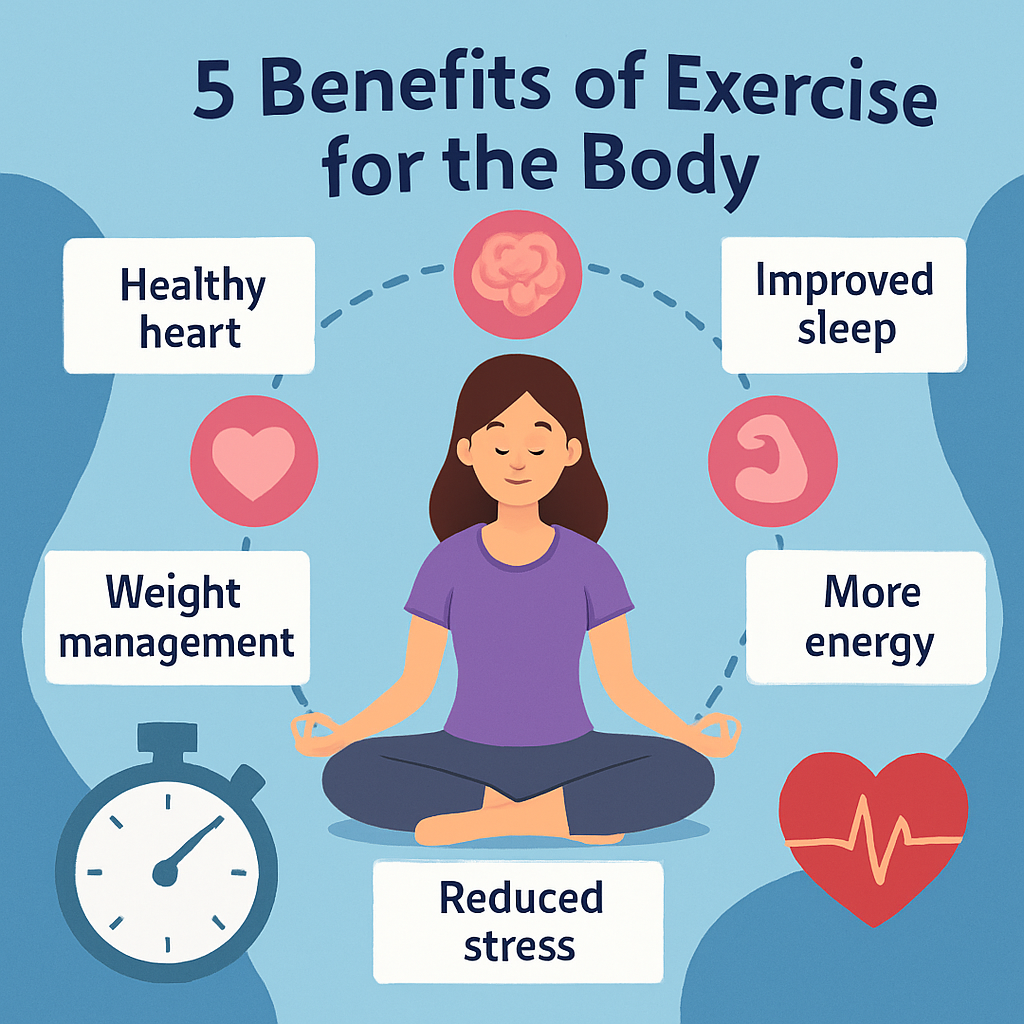 5 Benefits of Exercise
for the Body
Healthy
heart
Improved
sleep
Weight
management
More
energy
Reduced
stress